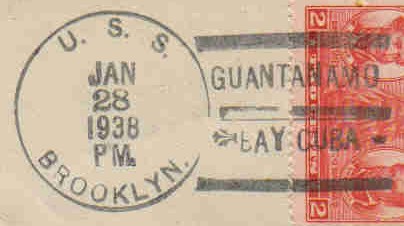 U. S. S.
JAN
28
1938
PM.
BROOKLYN.
GUANTANAMO
BAY CUBA
2
2